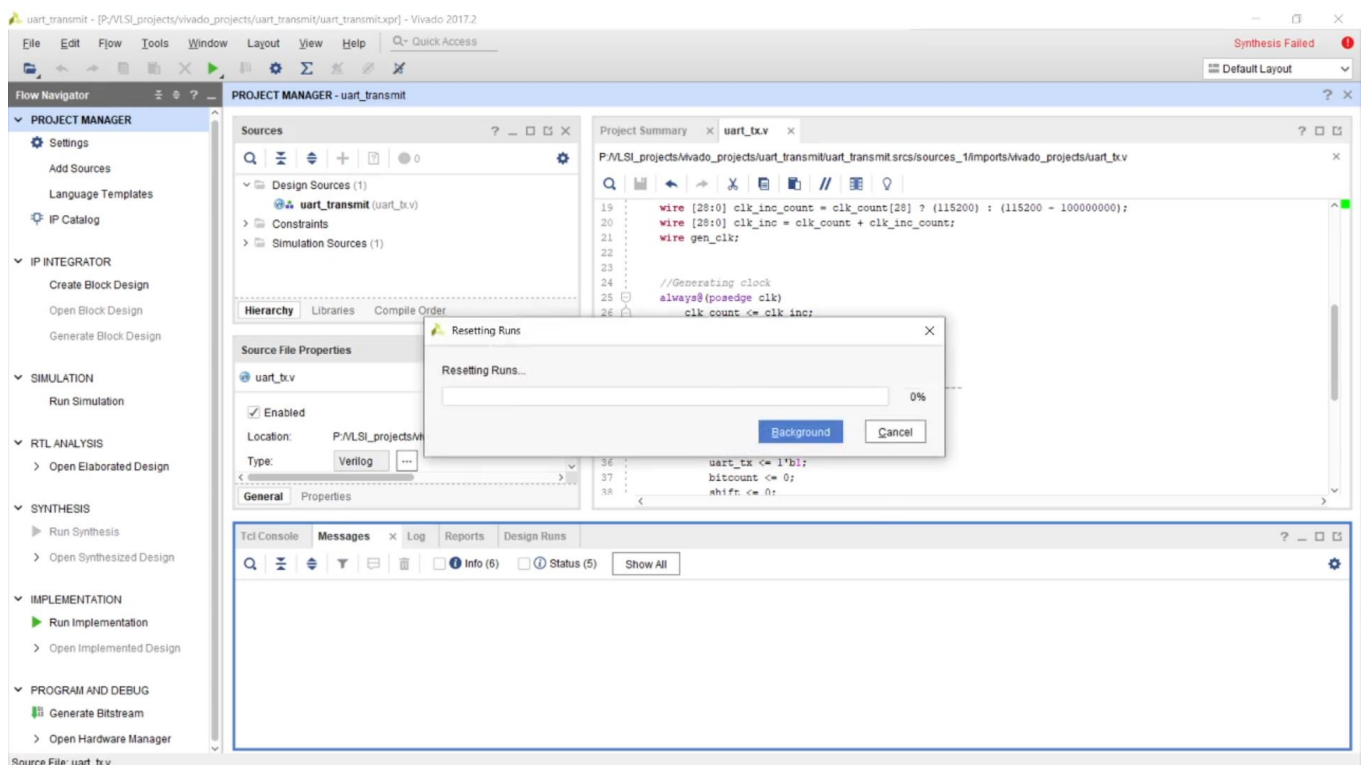 uart_transmit - [P:/VLSI_projects/vivado_projects/uart_transmit/uart_transmit.xpr] - Vivado 2017.2
File Edit Flow Tools Window Layout View Help Quick Access
Synthesis Failed
Default Layout
Flow Navigator
PROJECT MANAGER
Settings
Add Sources
Language Templates
IP Catalog
IP INTEGRATOR
Create Block Design
Open Block Design
Generate Block Design
SIMULATION
Run Simulation
RTL ANALYSIS
Open Elaborated Design
SYNTHESIS
Run Synthesis
Open Synthesized Design
IMPLEMENTATION
Run Implementation
Open Implemented Design
PROGRAM AND DEBUG
Generate Bitstream
Open Hardware Manager
PROJECT MANAGER - uart_transmit
Sources
0
Design Sources (1)
uart_transmit (uart_tx.v)
Constraints
Simulation Sources (1)
Hierarchy Libraries Compile Order
Source File Properties
uart_tx.v
Enabled
Location: P:/VLSI_projects/vi
Type: Verilog ...
General Properties
Project Summary uart_tx.v
P:/VLSI_projects/vivado_projects/uart_transmit/uart_transmit.srcs/sources_1/imports/vivado_projects/uart_tx.v
19 wire [28:0] clk_inc_count = clk_count[28] ? (115200) : (115200 - 100000000);
20 wire [28:0] clk_inc = clk_count + clk_inc_count;
21 wire gen_clk;
22
23
24 //Generating clock
25 always@(posedge clk)
26 clk_count <= clk_inc;
36 uart_tx <= 1'b1;
37 bitcount <= 0;
38 shift <= 0;
Resetting Runs
Resetting Runs...
0%
Background Cancel
Tcl Console Messages Log Reports Design Runs
Info (6) Status (5) Show All
Source File: uart_tx.v